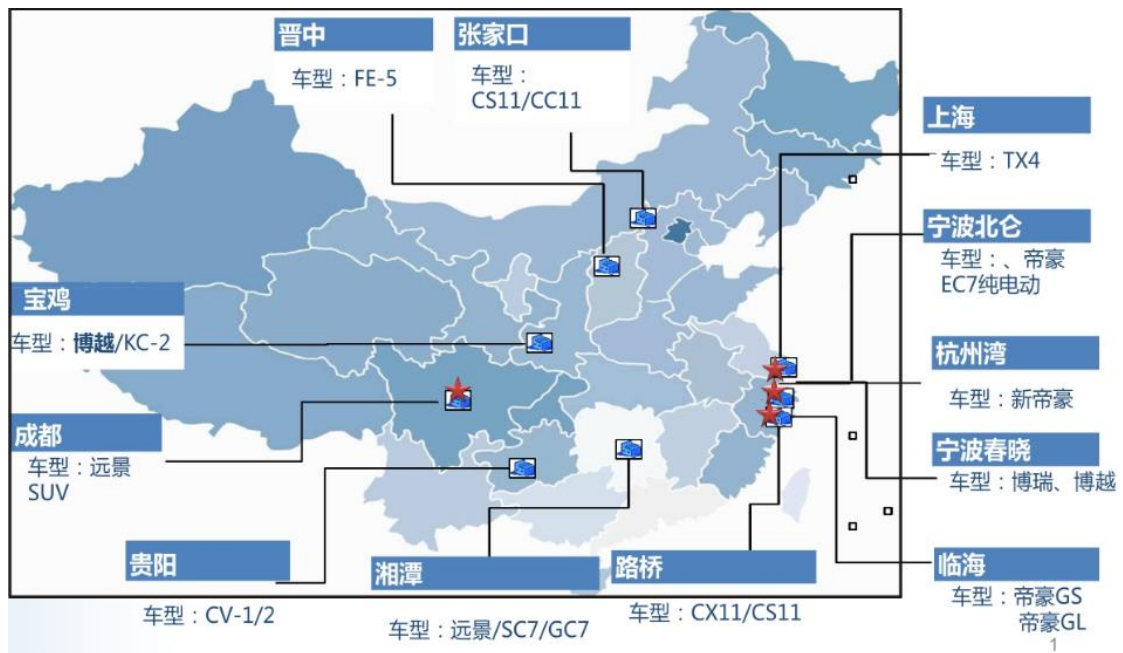 晋中
车型：FE-5
张家口
车型：
CS11/CC11
上海
车型：TX4
宁波北仑
车型：、帝豪
EC7纯电动
宝鸡
车型：博越/KC-2
杭州湾
车型：新帝豪
成都
车型：远景
SUV
宁波春晓
车型：博瑞、博越
贵阳
车型：CV-1/2
湘潭
车型：远景/SC7/GC7
路桥
车型：CX11/CS11
临海
车型：帝豪GS
帝豪GL
1